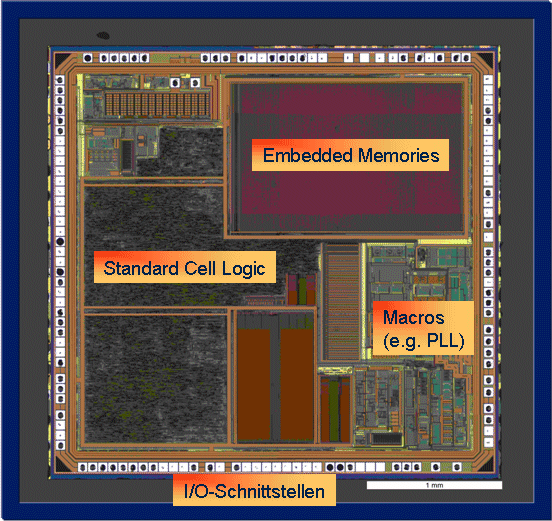 Embedded Memories
Standard Cell Logic
Macros
(e.g. PLL)
I/O-Schnittstellen
1 mm